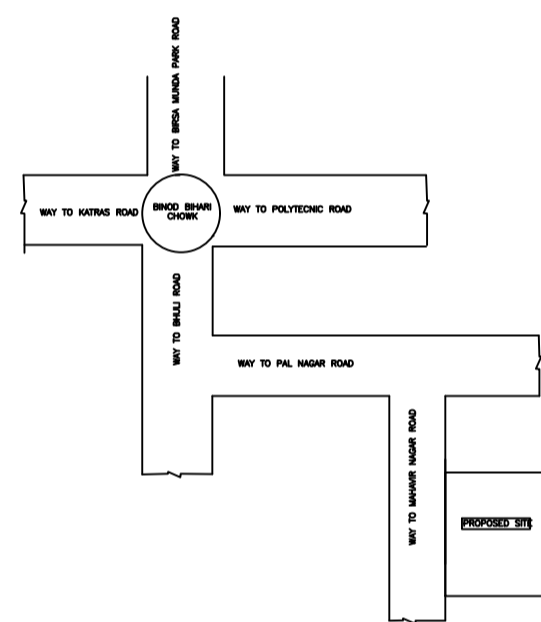 WAY TO BIRSA MUNDA PARK ROAD
WAY TO KATRAS ROAD
BINOD BIHARI
CHOWK
WAY TO POLYTECNIC ROAD
WAY TO BHULI ROAD
WAY TO PAL NAGAR ROAD
WAY TO MAHAVIR NAGAR ROAD
PROPOSED SITE